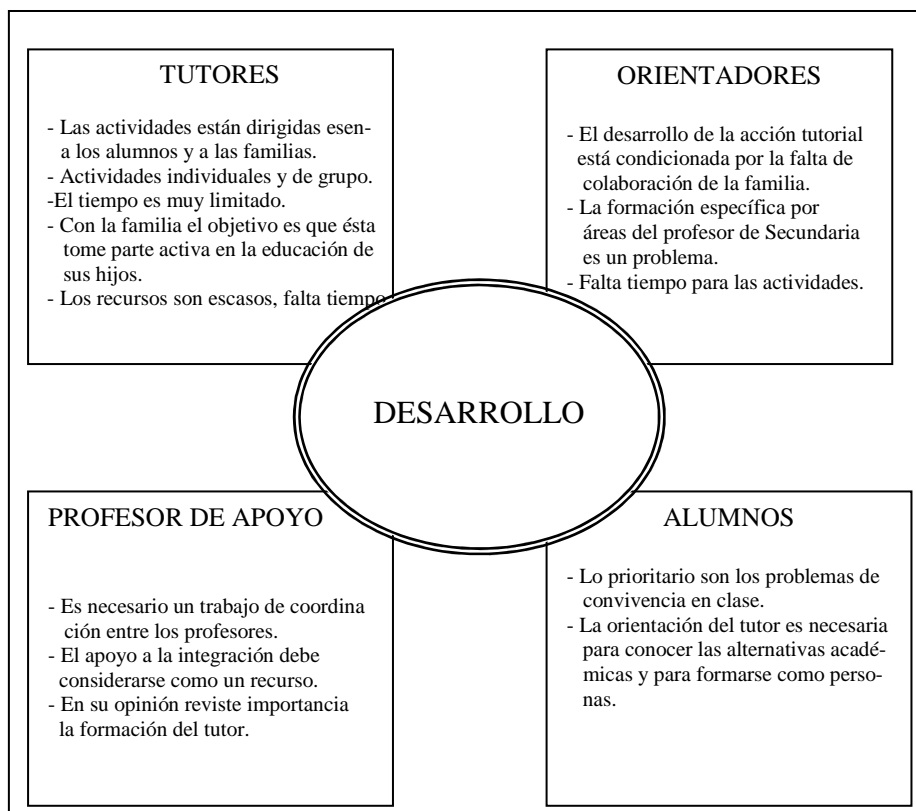 TUTORES
- Las actividades están dirigidas esen-
a los alumnos y a las familias.
- Actividades individuales y de grupo.
-El tiempo es muy limitado.
- Con la familia el objetivo es que ésta
tome parte activa en la educación de
sus hijos.
- Los recursos son escasos, falta tiempo
ORIENTADORES
- El desarrollo de la acción tutorial
está condicionada por la falta de
colaboración de la familia.
- La formación específica por
áreas del profesor de Secundaria
es un problema.
- Falta tiempo para las actividades.
DESARROLLO
PROFESOR DE APOYO
- Es necesario un trabajo de coordina
ción entre los profesores.
- El apoyo a la integración debe
considerarse como un recurso.
- En su opinión reviste importancia
la formación del tutor.
ALUMNOS
- Lo prioritario son los problemas de
convivencia en clase.
- La orientación del tutor es necesaria
para conocer las alternativas acadé-
micas y para formarse como perso-
nas.